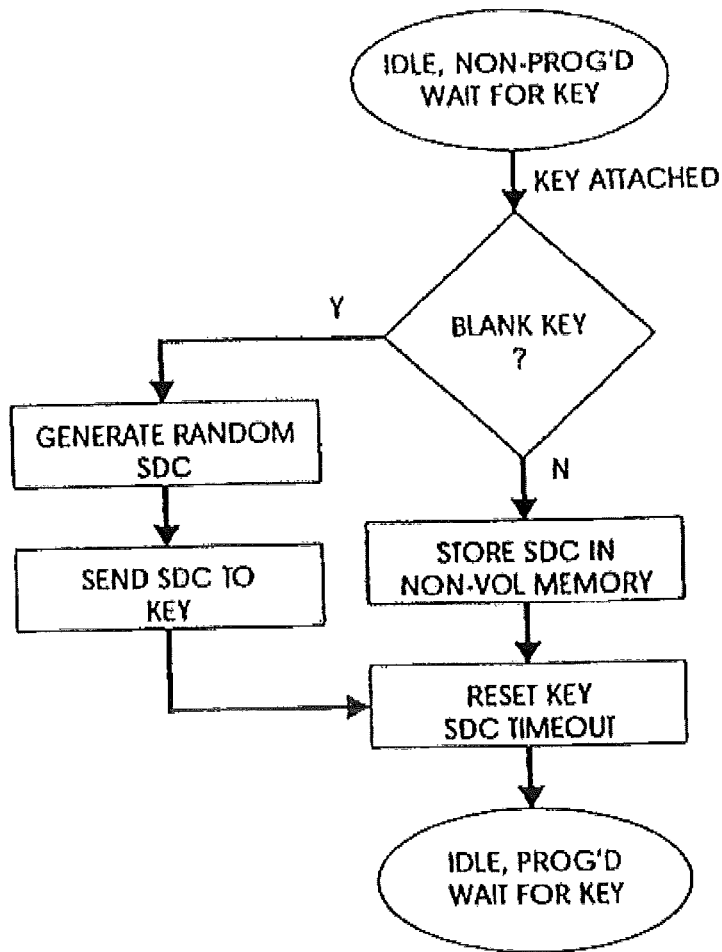 IDLE, NON-PROG'D
WAIT FOR KEY
KEY ATTACHED
Y
BLANK KEY
?
GENERATE RANDOM
SDC
N
SEND SDC TO
KEY
STORE SDC IN
NON-VOL MEMORY
RESET KEY
SDC TIMEOUT
IDLE, PROG'D
WAIT FOR KEY